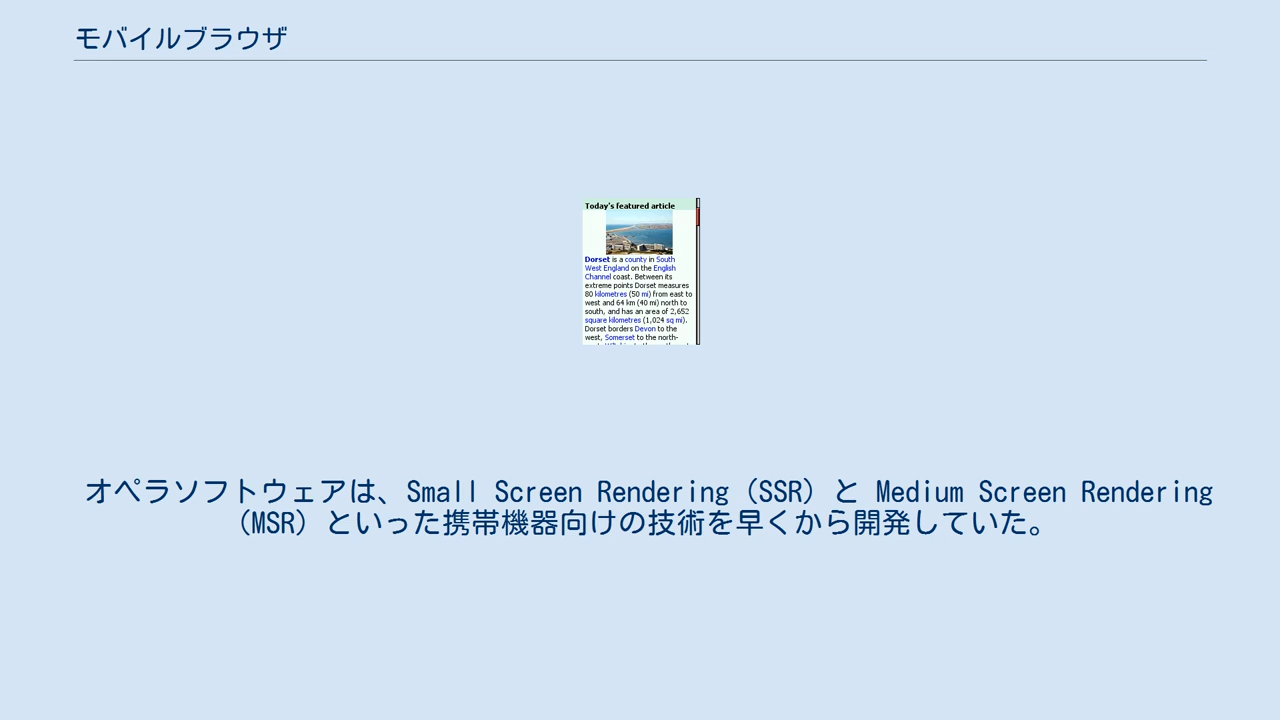 モバイルブラウザ
Today's featured article
Dorset is a county in South
West England on the English
Channel coast. Between its
extreme points Dorset measures
80 kilometres (50 mi) from east to
west and 64 km (40 mi) north to
south, and has an area of 2,652
square kilometres (1,024 sq mi).
Dorset borders Devon to the
west, Somerset to the north-
オペラソフトウェアは、Small Screen Rendering（SSR）と Medium Screen Rendering
（MSR）といった携帯機器向けの技術を早くから開発していた。